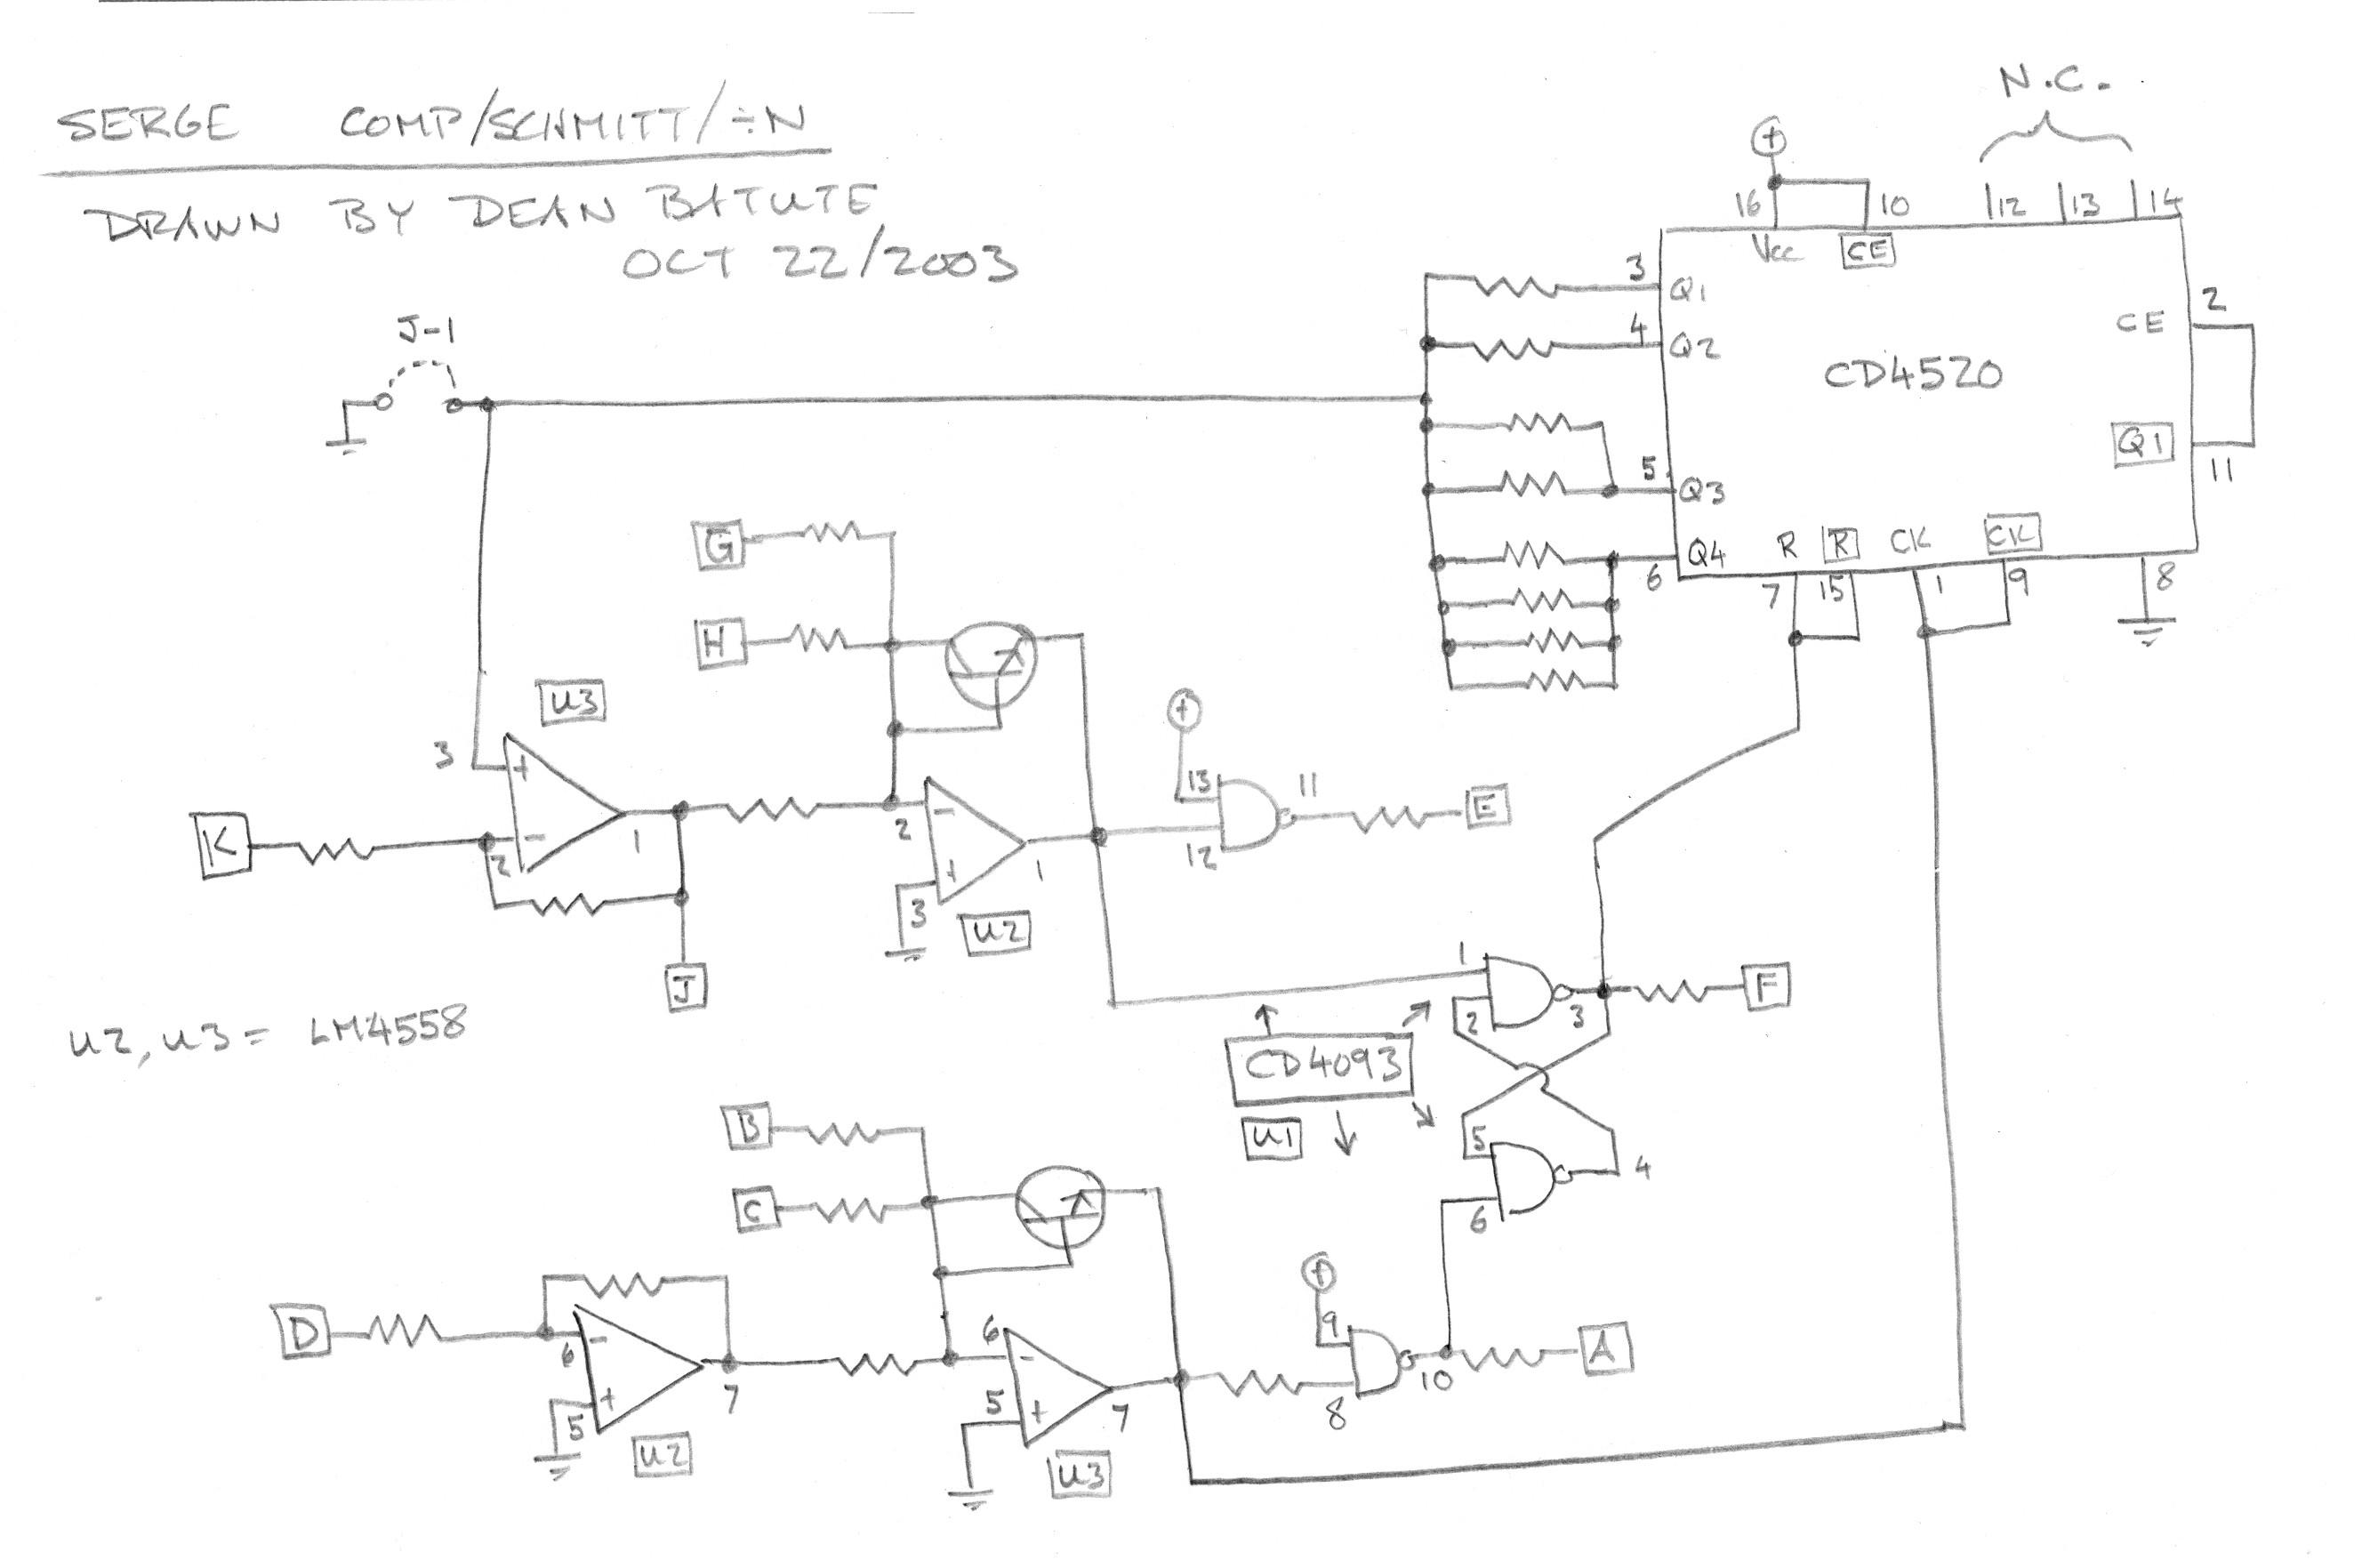 SERGE COMP/SCHMITT/÷N
DRAWN BY DEAN BATUTE
OCT 22/2003
N.C.
+
16
10
12
13
14
Vcc
CE
J-1
3
Q1
4
Q2
CE
2
CD4520
Q1
11
5
Q3
6
Q4
R
R
CK
CK
7
15
1
9
8
G
H
U3
3
+
K
-
2
1
J
-
2
+
3
1
U2
+
13
12
11
E
U2, U3 = LM4558
1
2
3
F
CD4093
U1
5
6
4
B
C
D
-
6
+
5
7
U2
6
-
5
+
7
U3
+
9
8
10
A